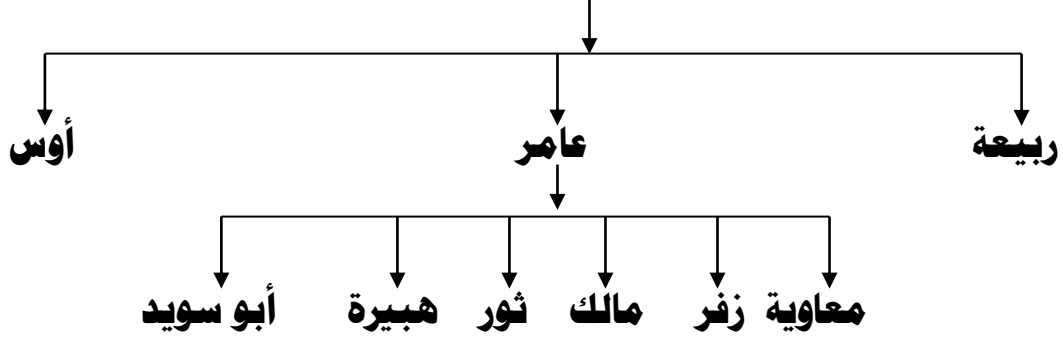 ربيعة عامر أوس
معاوية زفر مالك ثور هبيرة أبو سويد